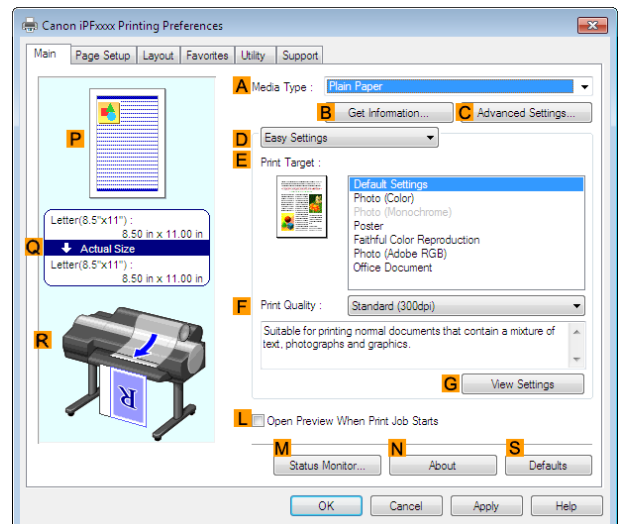 Canon iPFxxxx Printing Preferences
Main Page Setup Layout Favorites Utility Support
A Media Type : Plain Paper
B Get Information... C Advanced Settings...
P
D Easy Settings
E Print Target :
Default Settings
Photo (Color)
Photo (Monochrome)
Poster
Faithful Color Reproduction
Photo (Adobe RGB)
Office Document
Letter(8.5"x11") :
8.50 in x 11.00 in
Q Actual Size
Letter(8.5"x11") :
8.50 in x 11.00 in
F Print Quality : Standard (300dpi)
Suitable for printing normal documents that contain a mixture of
text, photographs and graphics.
R
R
G View Settings
L Open Preview When Print Job Starts
M Status Monitor... N About S Defaults
OK Cancel Apply Help